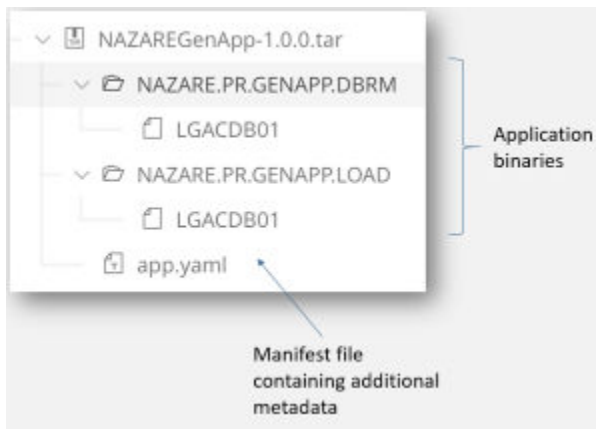 NAZAREGenApp-1.0.0.tar
NAZARE.PR.GENAPP.DBRM
LGACDB01
NAZARE.PR.GENAPP.LOAD
LGACDB01
app.yaml
Application
binaries
Manifest file
containing additional
metadata